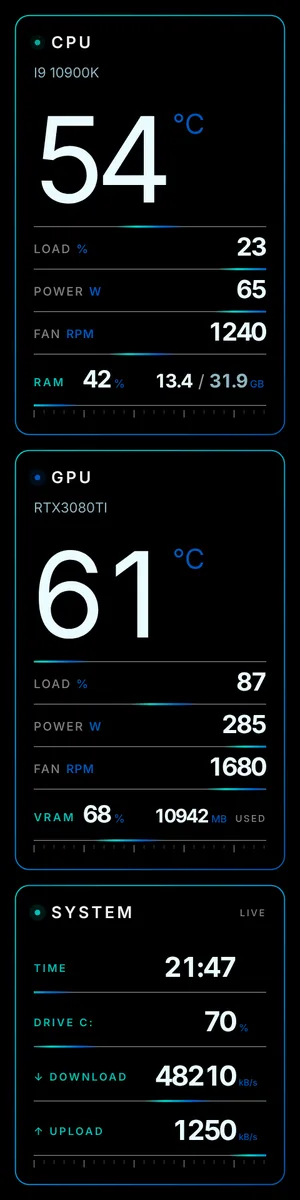 CPU
I9 10900K
54 °C
LOAD % 23
POWER W 65
FAN RPM 1240
RAM 42 % 13.4 / 31.9 GB
GPU
RTX3080TI
61 °C
LOAD % 87
POWER W 285
FAN RPM 1680
VRAM 68 % 10942 MB USED
SYSTEM LIVE
TIME 21:47
DRIVE C: 70 %
↓ DOWNLOAD 48210 kB/s
↑ UPLOAD 1250 kB/s